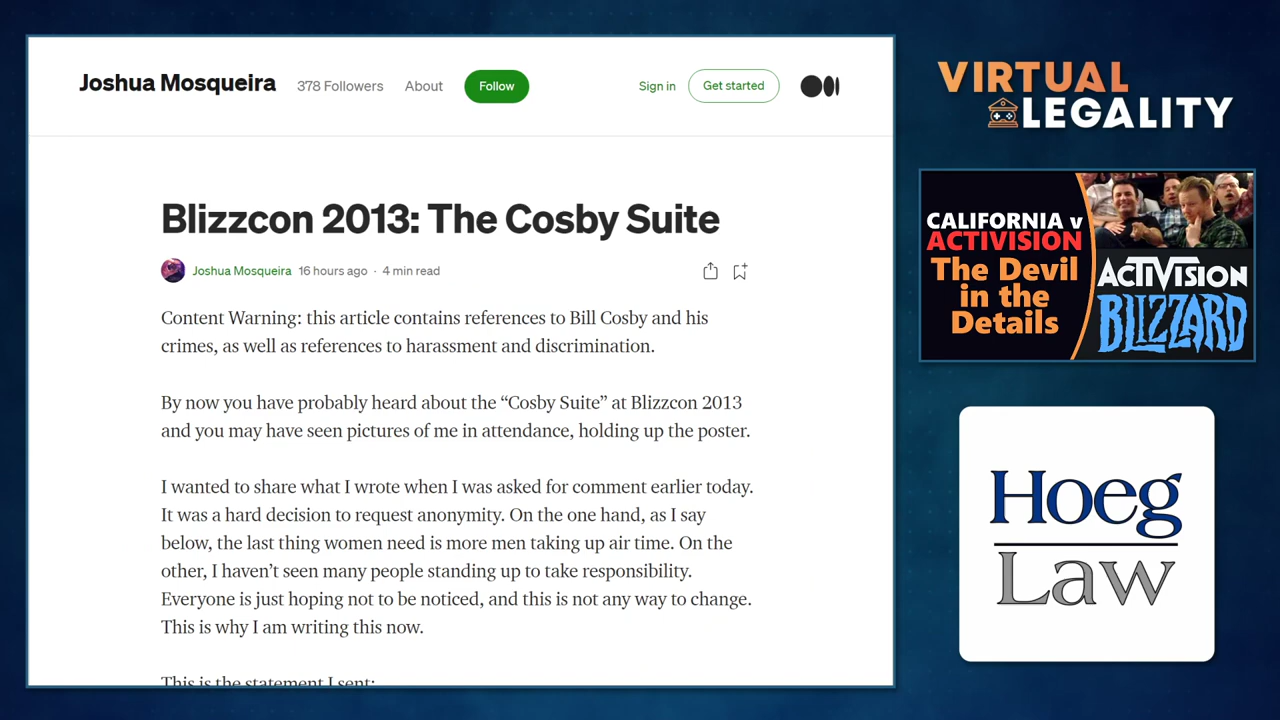 Joshua Mosqueira 378 Followers About Follow Sign in Get started
Blizzcon 2013: The Cosby Suite
Joshua Mosqueira 16 hours ago · 4 min read
Content Warning: this article contains references to Bill Cosby and his
crimes, as well as references to harassment and discrimination.
By now you have probably heard about the “Cosby Suite” at Blizzcon 2013
and you may have seen pictures of me in attendance, holding up the poster.
I wanted to share what I wrote when I was asked for comment earlier today.
It was a hard decision to request anonymity. On the one hand, as I say
below, the last thing women need is more men taking up air time. On the
other, I haven’t seen many people standing up to take responsibility.
Everyone is just hoping not to be noticed, and this is not any way to change.
This is why I am writing this now.
This is the statement I sent:
VIRTUAL
LEGALITY
CALIFORNIA v
ACTIVISION
The Devil
in the
Details
ACTIVISION
BLIZZARD
Hoeg
Law